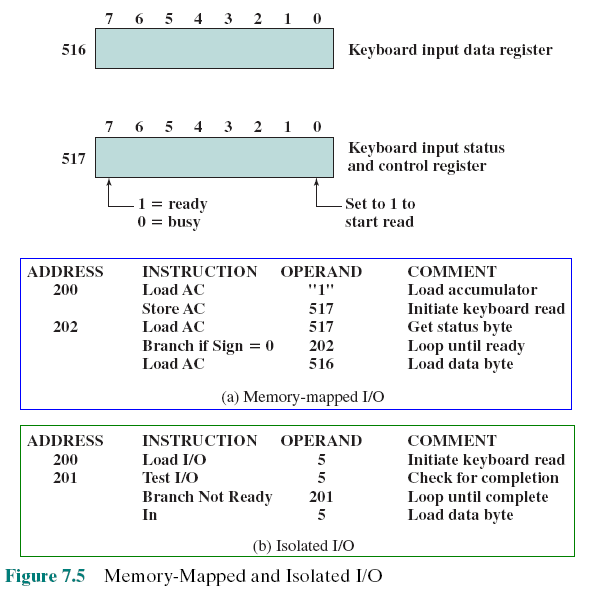 7 6 5 4 3 2 1 0
516 Keyboard input data register
7 6 5 4 3 2 1 0
517 Keyboard input status
and control register
1 = ready
0 = busy
Set to 1 to
start read
ADDRESS INSTRUCTION OPERAND COMMENT
200 Load AC "1" Load accumulator
Store AC 517 Initiate keyboard read
202 Load AC 517 Get status byte
Branch if Sign = 0 202 Loop until ready
Load AC 516 Load data byte
(a) Memory-mapped I/O
ADDRESS INSTRUCTION OPERAND COMMENT
200 Load I/O 5 Initiate keyboard read
201 Test I/O 5 Check for completion
Branch Not Ready 201 Loop until complete
In 5 Load data byte
(b) Isolated I/O
Figure 7.5 Memory-Mapped and Isolated I/O